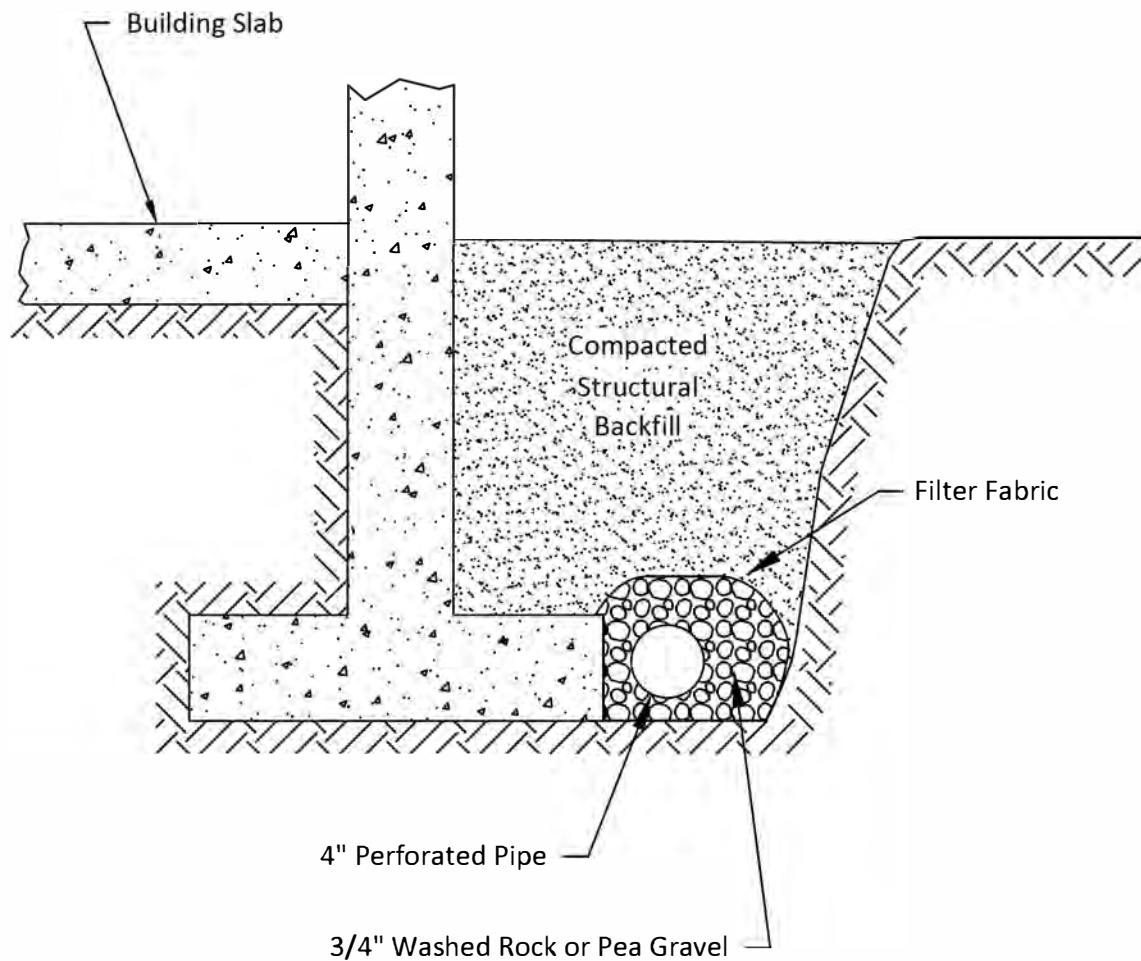 Building Slab
Compacted
Structural
Backfill
Filter Fabric
4" Perforated Pipe
3/4" Washed Rock or Pea Gravel